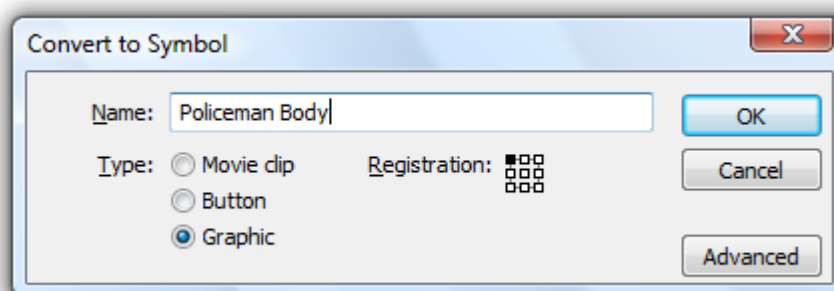 Convert to Symbol
Name: Policeman Body OK
Type: Movie clip Registration: Cancel
Button
Graphic
Advanced